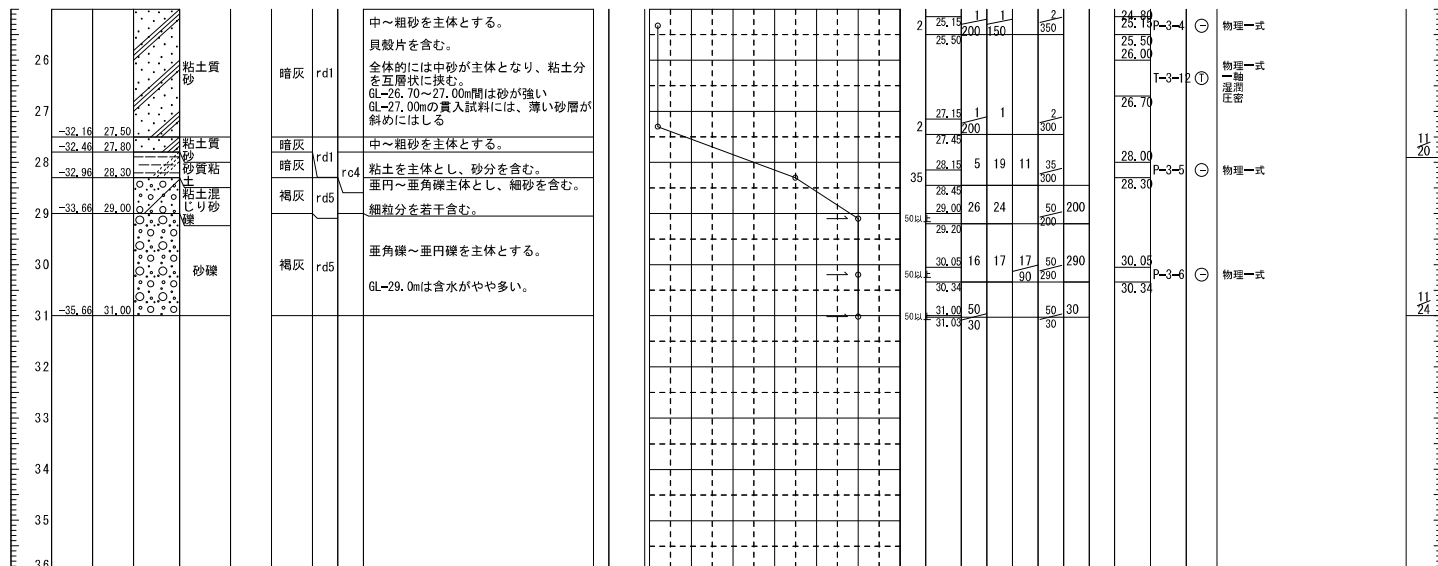 26
27
28
29
30
31
32
33
34
35
36
-32.16 27.50
-32.46 27.80
-32.96 28.30
-33.66 29.00
-35.66 31.00
粘土質
砂
粘土質
砂
砂質粘
土
粘土混
じり砂
礫
砂礫
暗灰 rd1
暗灰
暗灰 rd1
rc4
褐灰 rd5
褐灰 rd5
中～粗砂を主体とする。
貝殻片を含む。
全体的には中砂が主体となり、粘土分
を互層状に挟む。
GL-26.70～27.00m間は砂が強い
GL-27.00mの貫入試料には、薄い砂層が
斜めにはしる
中～粗砂を主体とする。
粘土を主体とし、砂分を含む。
亜円～亜角礫主体とし、細砂を含む。
細粒分を若干含む。
亜角礫～亜円礫を主体とする。
GL-29.0mは含水がやや多い。
2 25.15 1 1 2
200 150 350
25.50
27.15 1 1 2
2 200 300
27.45
28.15 5 19 11 35
35 300
28.45
29.00 26 24 50 200
50以上 200
29.20
30.05 16 17 17 50 290
50以上 90 290
30.34
31.00 50 50 30
50以上 31.03 30 30
24.80
25.15 P-3-4 物理一式
25.50
26.00
T-3-12 T 物理一式
一軸
湿潤
圧密
26.70
28.00
P-3-5 物理一式
28.30
30.05
P-3-6 物理一式
30.34
11
20
11
24